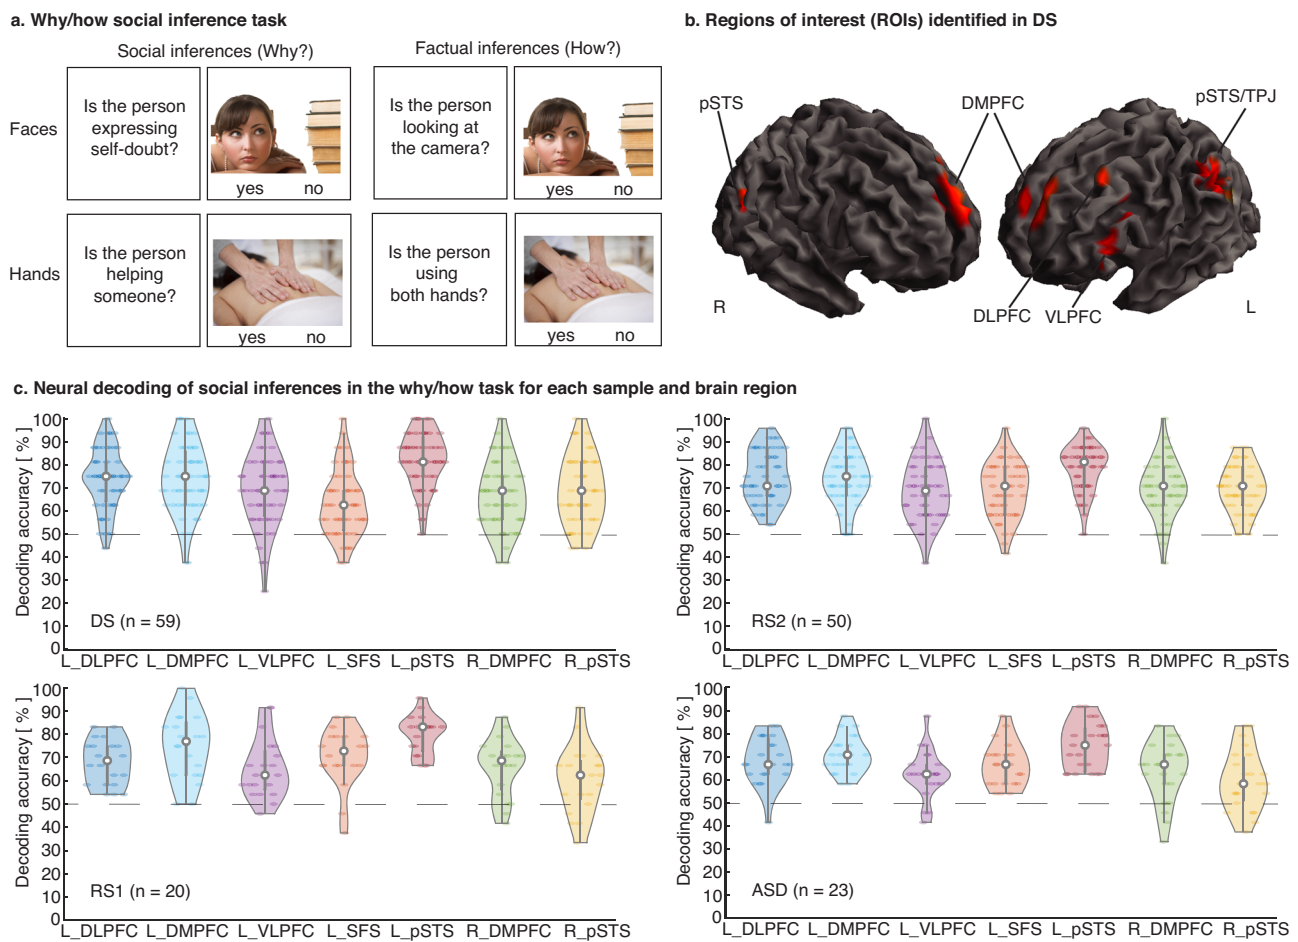 a. Why/how social inference task
Social inferences (Why?)
Factual inferences (How?)
Faces
Is the person
expressing
self-doubt?
yes no
Is the person
looking at
the camera?
yes no
Hands
Is the person
helping
someone?
yes no
Is the person
using
both hands?
yes no
b. Regions of interest (ROIs) identified in DS
pSTS
DMPFC
pSTS/TPJ
R
DLPFC
VLPFC
L
c. Neural decoding of social inferences in the why/how task for each sample and brain region
Decoding accuracy [ % ]
100
90
80
70
60
50
40
30
20
10
0
DS (n = 59)
L_DLPFC L_DMPFC L_VLPFC L_SFS L_pSTS R_DMPFC R_pSTS
Decoding accuracy [ % ]
100
90
80
70
60
50
40
30
20
10
0
RS2 (n = 50)
L_DLPFC L_DMPFC L_VLPFC L_SFS L_pSTS R_DMPFC R_pSTS
Decoding accuracy [ % ]
100
90
80
70
60
50
40
30
20
10
0
RS1 (n = 20)
L_DLPFC L_DMPFC L_VLPFC L_SFS L_pSTS R_DMPFC R_pSTS
Decoding accuracy [ % ]
100
90
80
70
60
50
40
30
20
10
0
ASD (n = 23)
L_DLPFC L_DMPFC L_VLPFC L_SFS L_pSTS R_DMPFC R_pSTS